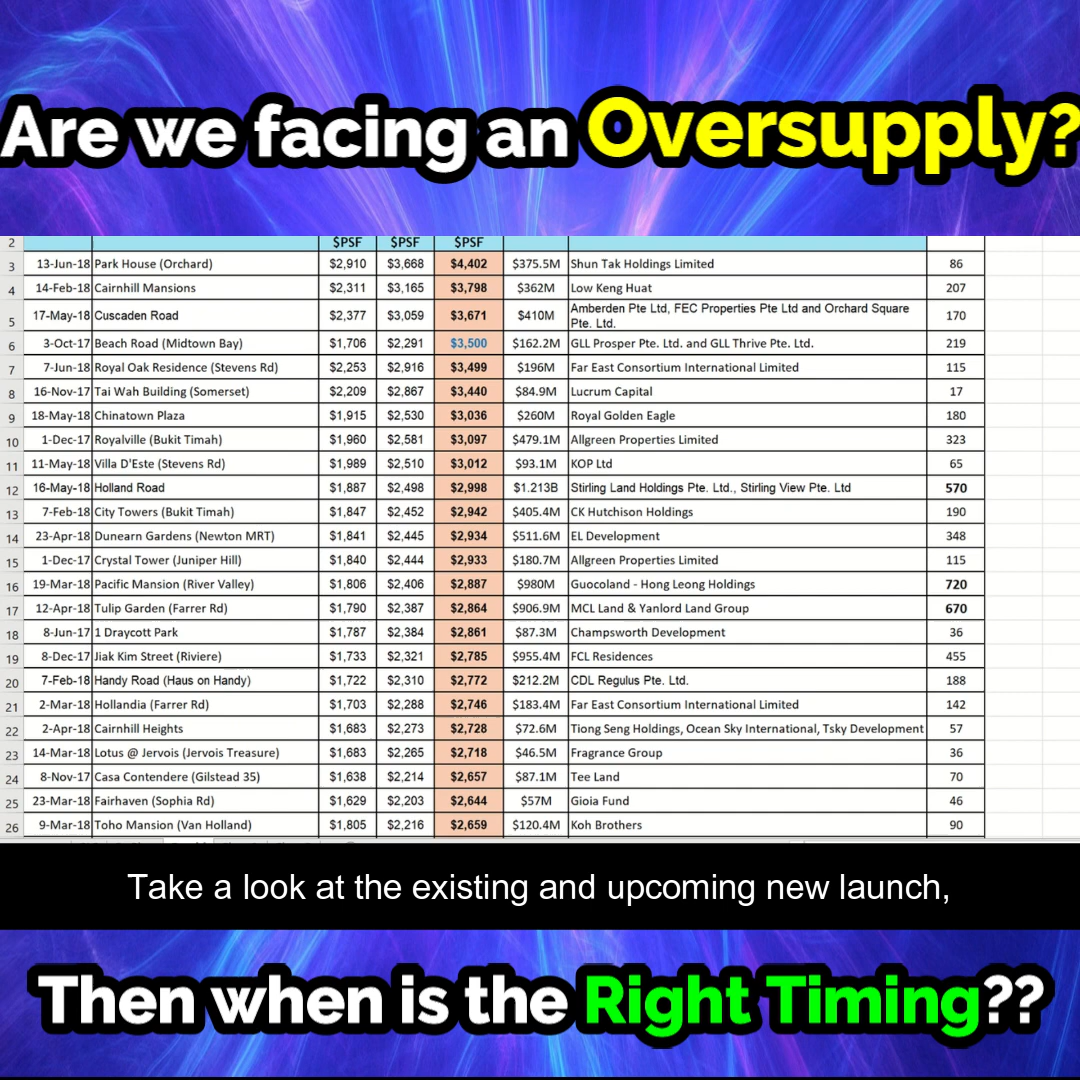 Are we facing an Oversupply?
2 $PSF $PSF $PSF
3 13-Jun-18 Park House (Orchard) $2,910 $3,668 $4,402 $375.5M Shun Tak Holdings Limited 86
4 14-Feb-18 Cairnhill Mansions $2,311 $3,165 $3,798 $362M Low Keng Huat 207
5 17-May-18 Cuscaden Road $2,377 $3,059 $3,671 $410M Amberden Pte Ltd, FEC Properties Pte Ltd and Orchard Square Pte. Ltd. 170
6 3-Oct-17 Beach Road (Midtown Bay) $1,706 $2,291 $3,500 $162.2M GLL Prosper Pte. Ltd. and GLL Thrive Pte. Ltd. 219
7 7-Jun-18 Royal Oak Residence (Stevens Rd) $2,253 $2,916 $3,499 $196M Far East Consortium International Limited 115
8 16-Nov-17 Tai Wah Building (Somerset) $2,209 $2,867 $3,440 $84.9M Lucrum Capital 17
9 18-May-18 Chinatown Plaza $1,915 $2,530 $3,036 $260M Royal Golden Eagle 180
10 1-Dec-17 Royalville (Bukit Timah) $1,960 $2,581 $3,097 $479.1M Allgreen Properties Limited 323
11 11-May-18 Villa D'Este (Stevens Rd) $1,989 $2,510 $3,012 $93.1M KOP Ltd 65
12 16-May-18 Holland Road $1,887 $2,498 $2,998 $1.213B Stirling Land Holdings Pte. Ltd., Stirling View Pte. Ltd 570
13 7-Feb-18 City Towers (Bukit Timah) $1,847 $2,452 $2,942 $405.4M CK Hutchison Holdings 190
14 23-Apr-18 Dunearn Gardens (Newton MRT) $1,841 $2,445 $2,934 $511.6M EL Development 348
15 1-Dec-17 Crystal Tower (Juniper Hill) $1,840 $2,444 $2,933 $180.7M Allgreen Properties Limited 115
16 19-Mar-18 Pacific Mansion (River Valley) $1,806 $2,406 $2,887 $980M Guocoland - Hong Leong Holdings 720
17 12-Apr-18 Tulip Garden (Farrer Rd) $1,790 $2,387 $2,864 $906.9M MCL Land & Yanlord Land Group 670
18 8-Jun-17 1 Draycott Park $1,787 $2,384 $2,861 $87.3M Champsworth Development 36
19 8-Dec-17 Jiak Kim Street (Riviere) $1,733 $2,321 $2,785 $955.4M FCL Residences 455
20 7-Feb-18 Handy Road (Haus on Handy) $1,722 $2,310 $2,772 $212.2M CDL Regulus Pte. Ltd. 188
21 2-Mar-18 Hollandia (Farrer Rd) $1,703 $2,288 $2,746 $183.4M Far East Consortium International Limited 142
22 2-Apr-18 Cairnhill Heights $1,683 $2,273 $2,728 $72.6M Tiong Seng Holdings, Ocean Sky International, Tsky Development 57
23 14-Mar-18 Lotus @ Jervois (Jervois Treasure) $1,683 $2,265 $2,718 $46.5M Fragrance Group 36
24 8-Nov-17 Casa Contendere (Gilstead 35) $1,638 $2,214 $2,657 $87.1M Tee Land 70
25 23-Mar-18 Fairhaven (Sophia Rd) $1,629 $2,203 $2,644 $57M Gioia Fund 46
26 9-Mar-18 Toho Mansion (Van Holland) $1,805 $2,216 $2,659 $120.4M Koh Brothers 90
Take a look at the existing and upcoming new launch,
Then when is the Right Timing??